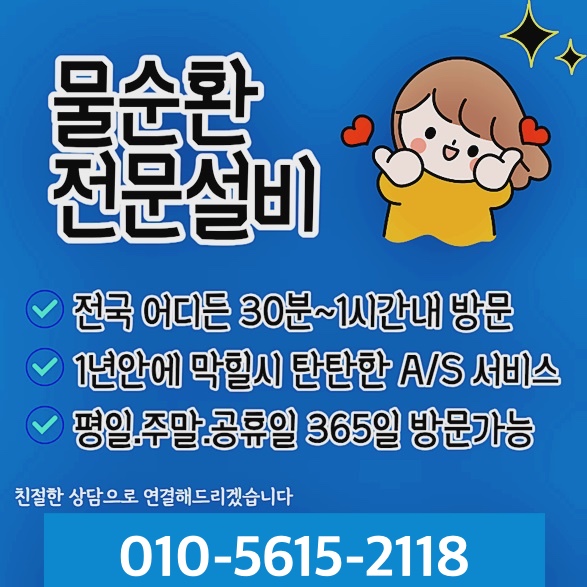 물순환
전문설비
전국 어디든 30분~1시간내 방문
1년안에 막힐시 탄탄한 A/S 서비스
평일.주말.공휴일 365일 방문가능
친절한 상담으로 연결해드리겠습니다
010-5615-2118